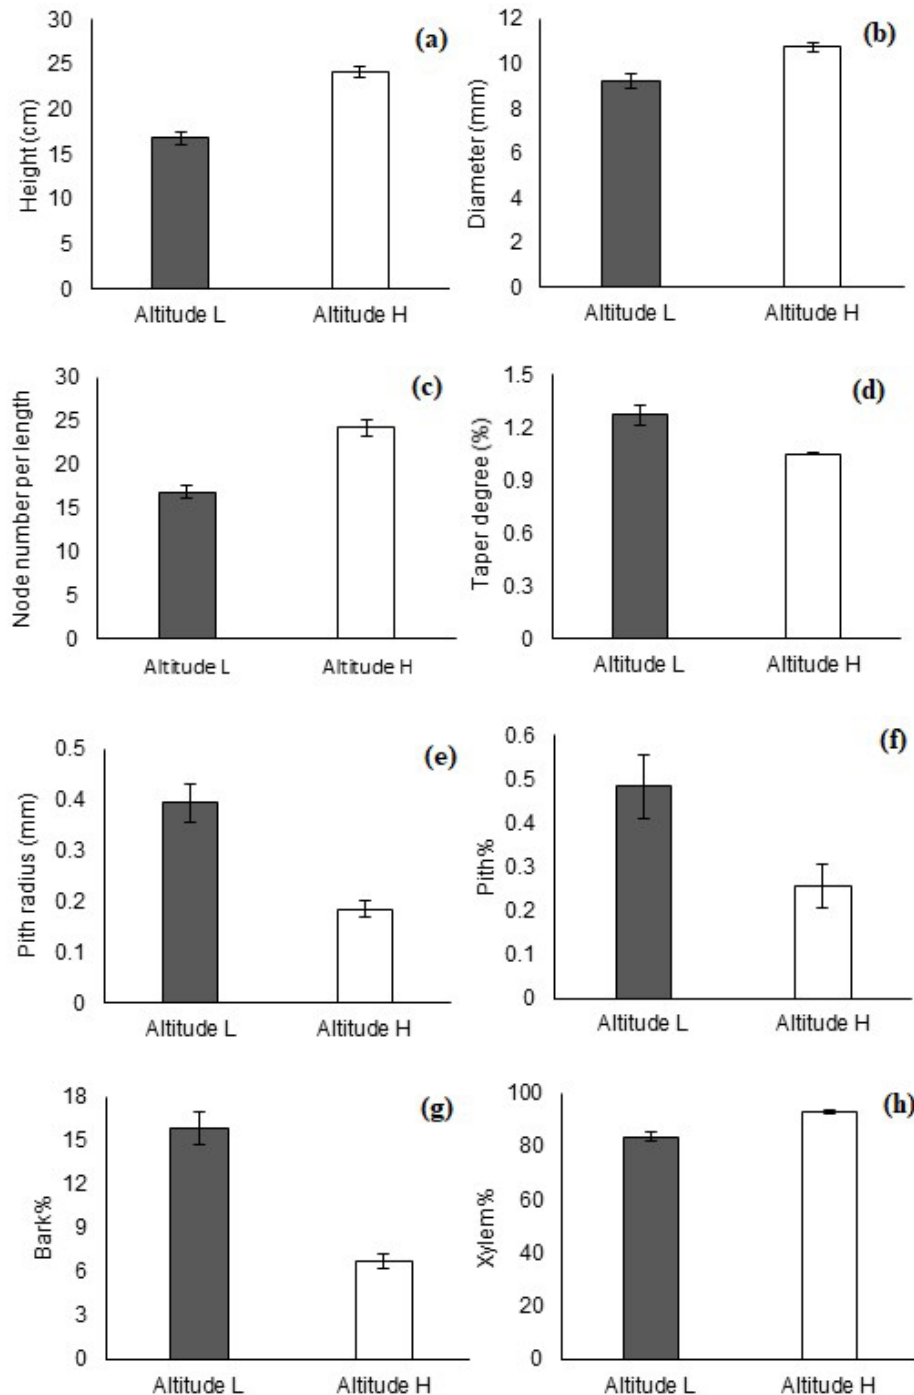 (a)
Height (cm)
30
25
20
15
10
5
0
Altitude L Altitude H
(b)
Diameter (mm)
12
10
8
6
4
2
0
Altitude L Altitude H
(c)
Node number per length
30
25
20
15
10
5
0
Altitude L Altitude H
(d)
Taper degree (%)
1.5
1.2
0.9
0.6
0.3
0
Altitude L Altitude H
(e)
Pith radius (mm)
0.5
0.4
0.3
0.2
0.1
0
Altitude L Altitude H
(f)
Pith%
0.6
0.5
0.4
0.3
0.2
0.1
0
Altitude L Altitude H
(g)
Bark%
18
15
12
9
6
3
0
Altitude L Altitude H
(h)
Xylem%
100
80
60
40
20
0
Altitude L Altitude H